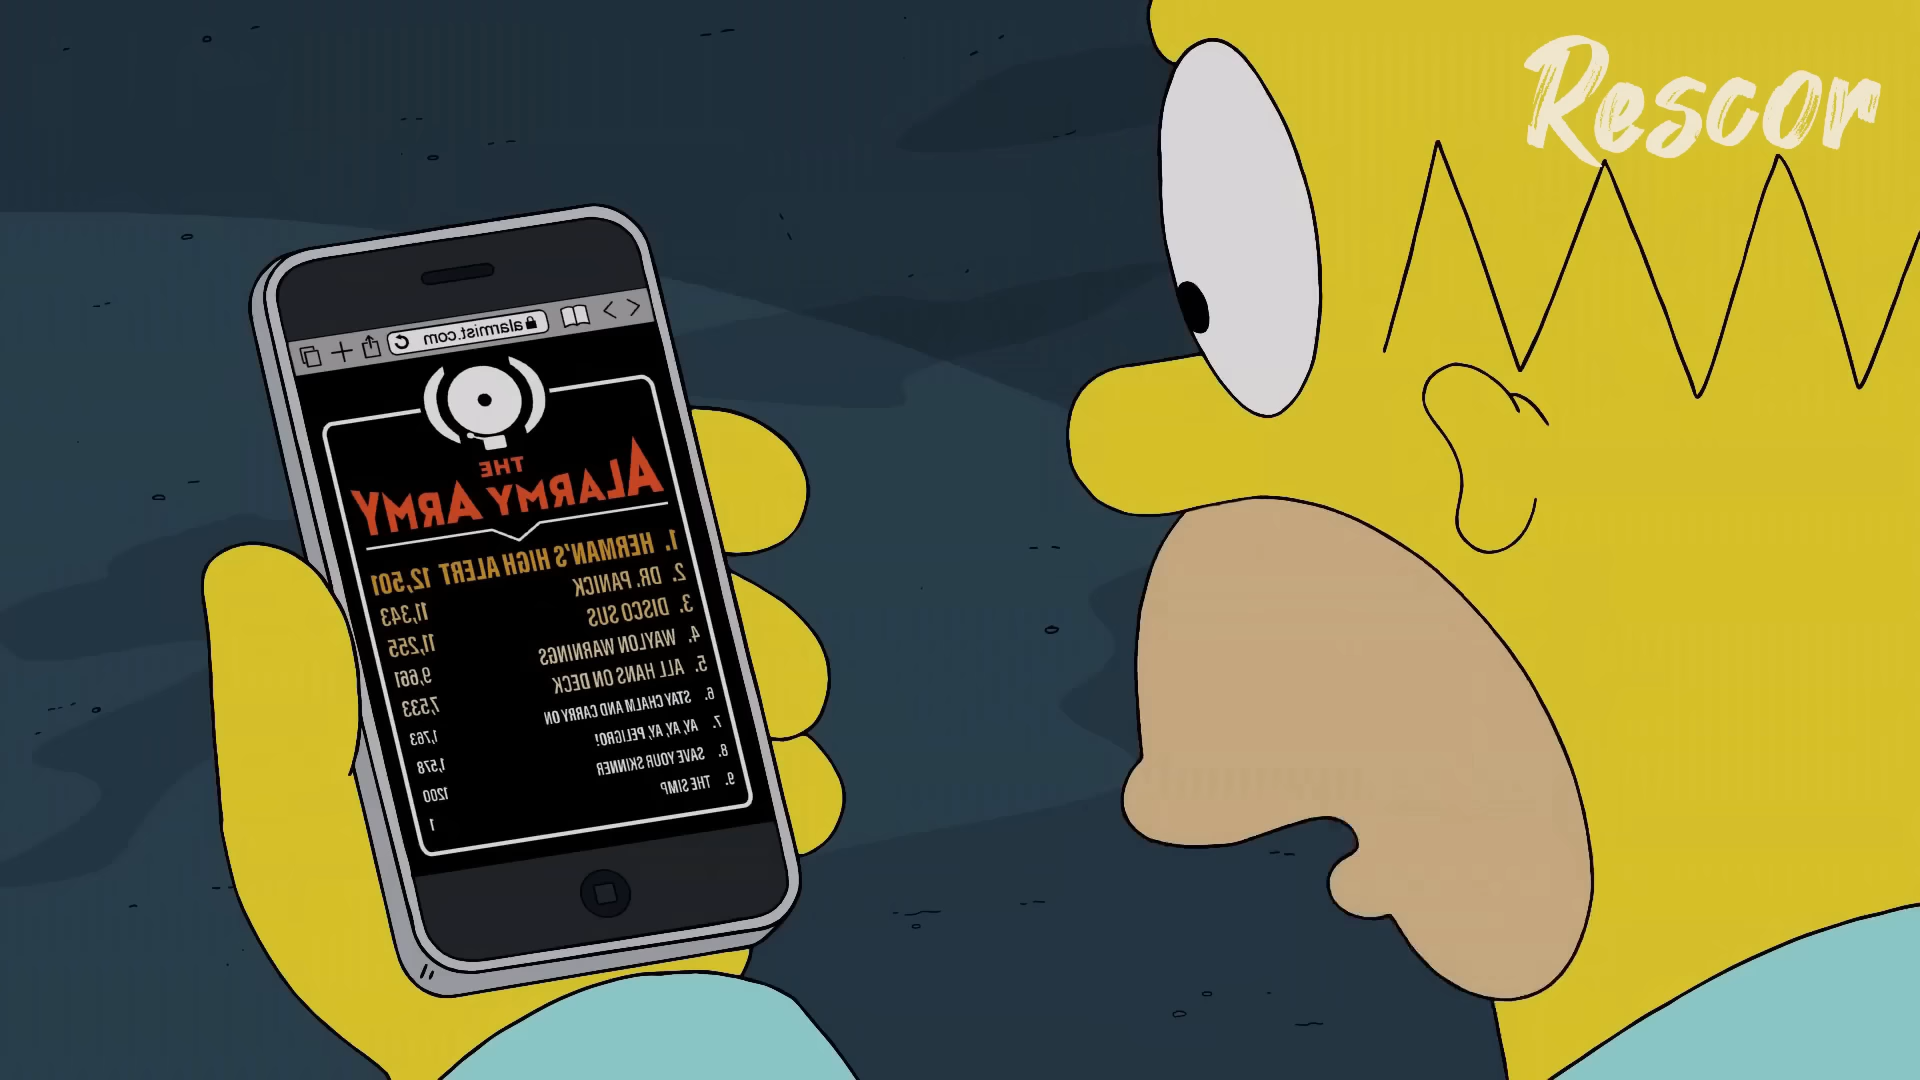 Rescor
alarmist.com
THE
ALARMY ARMY
1. HERMAN'S HIGH ALERT 12,501
2. DR. PANICK 11,343
3. DISCO SUS 11,255
4. WAYLON WARNINGS 9,661
5. ALL HANS ON DECK 7,533
6. STAY CHALM AND CARRY ON 1,763
7. AY, AY, AY, PELIGRO! 1,578
8. SAVE YOUR SKINNER 1200
9. THE SIMP 1